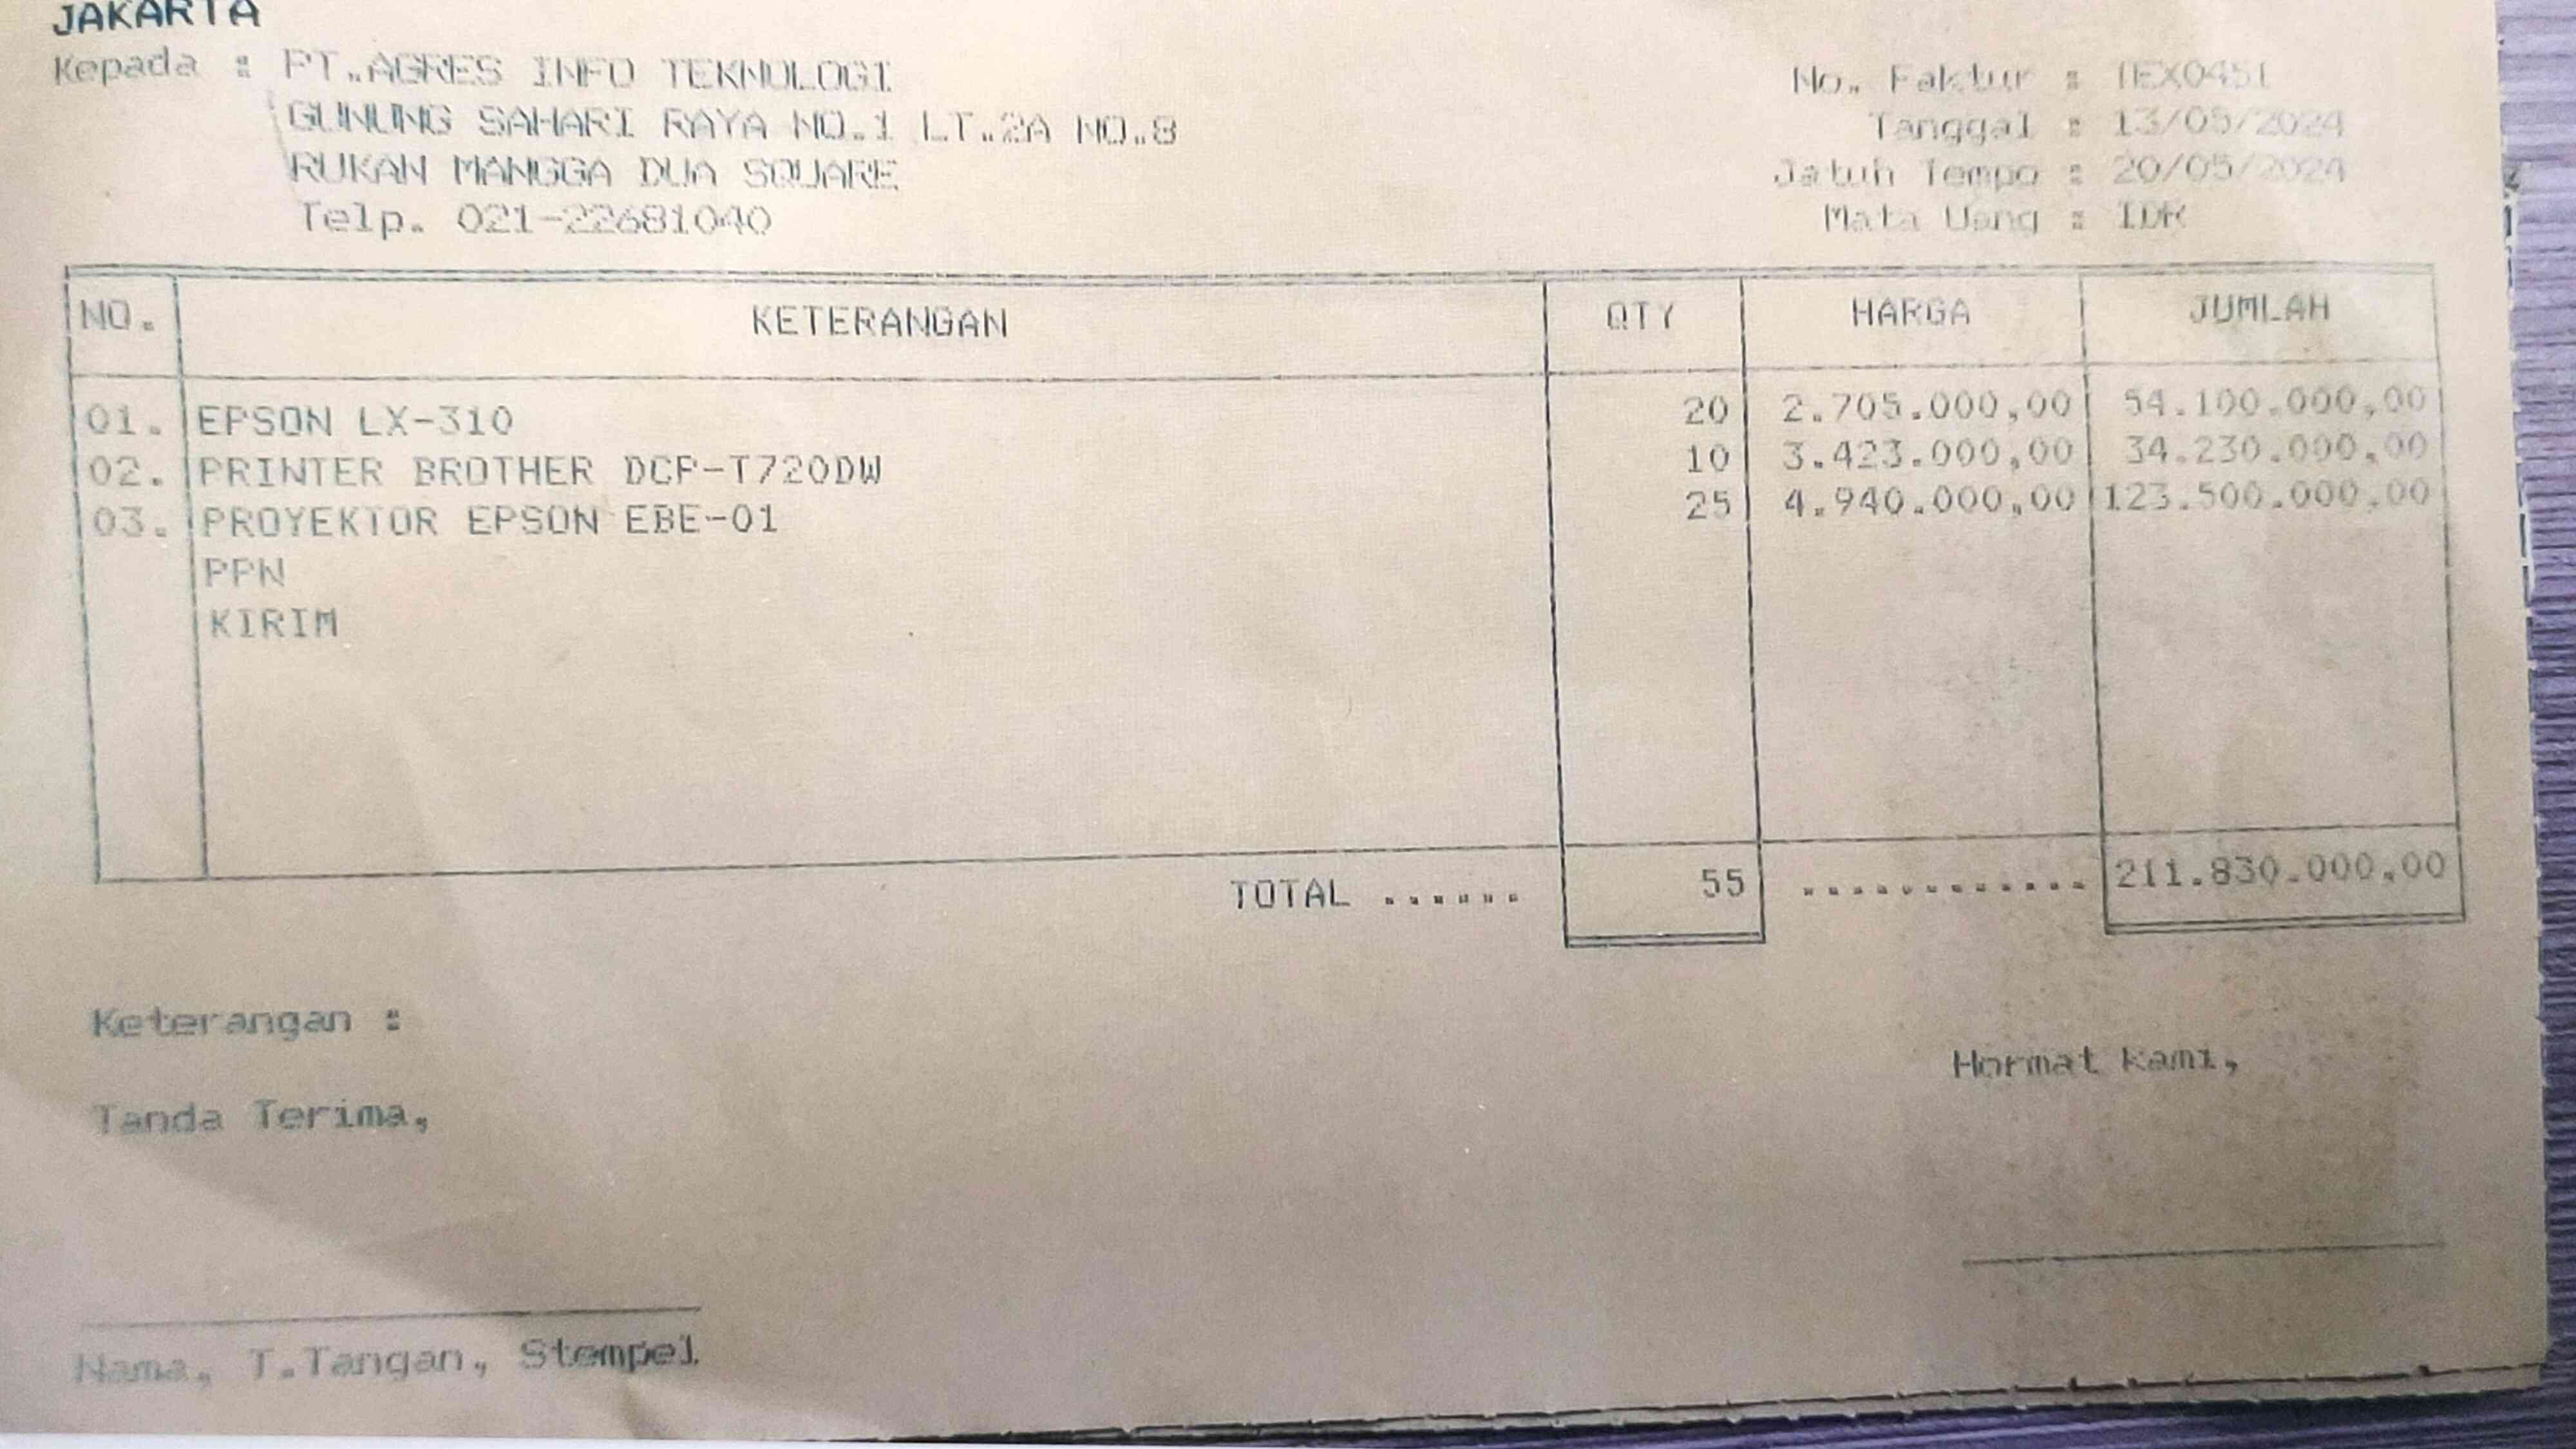 JAKARTA
Kepada : PT.AGRES INFO TEKNOLOGI
GUNUNG SAHARI RAYA NO.1 LT.2A NO.8
RUKAN MANGGA DUA SQUARE
Telp. 021-22681040
No. Faktur : TEX0451
Tanggal : 13/05/2024
Jatuh Tempo : 20/05/2024
Mata Uang : IDR
NO. KETERANGAN QTY HARGA JUMLAH
01. EPSON LX-310 20 2.705.000,00 54.100.000,00
02. PRINTER BROTHER DCP-T720DW 10 3.423.000,00 34.230.000,00
03. PROYEKTOR EPSON EBE-01 25 4.940.000,00 123.500.000,00
PPN
KIRIM
TOTAL ...... 55 ............ 211.830.000,00
Keterangan :
Hormat Kami,
Tanda Terima,
Nama, T.Tangan, Stempel